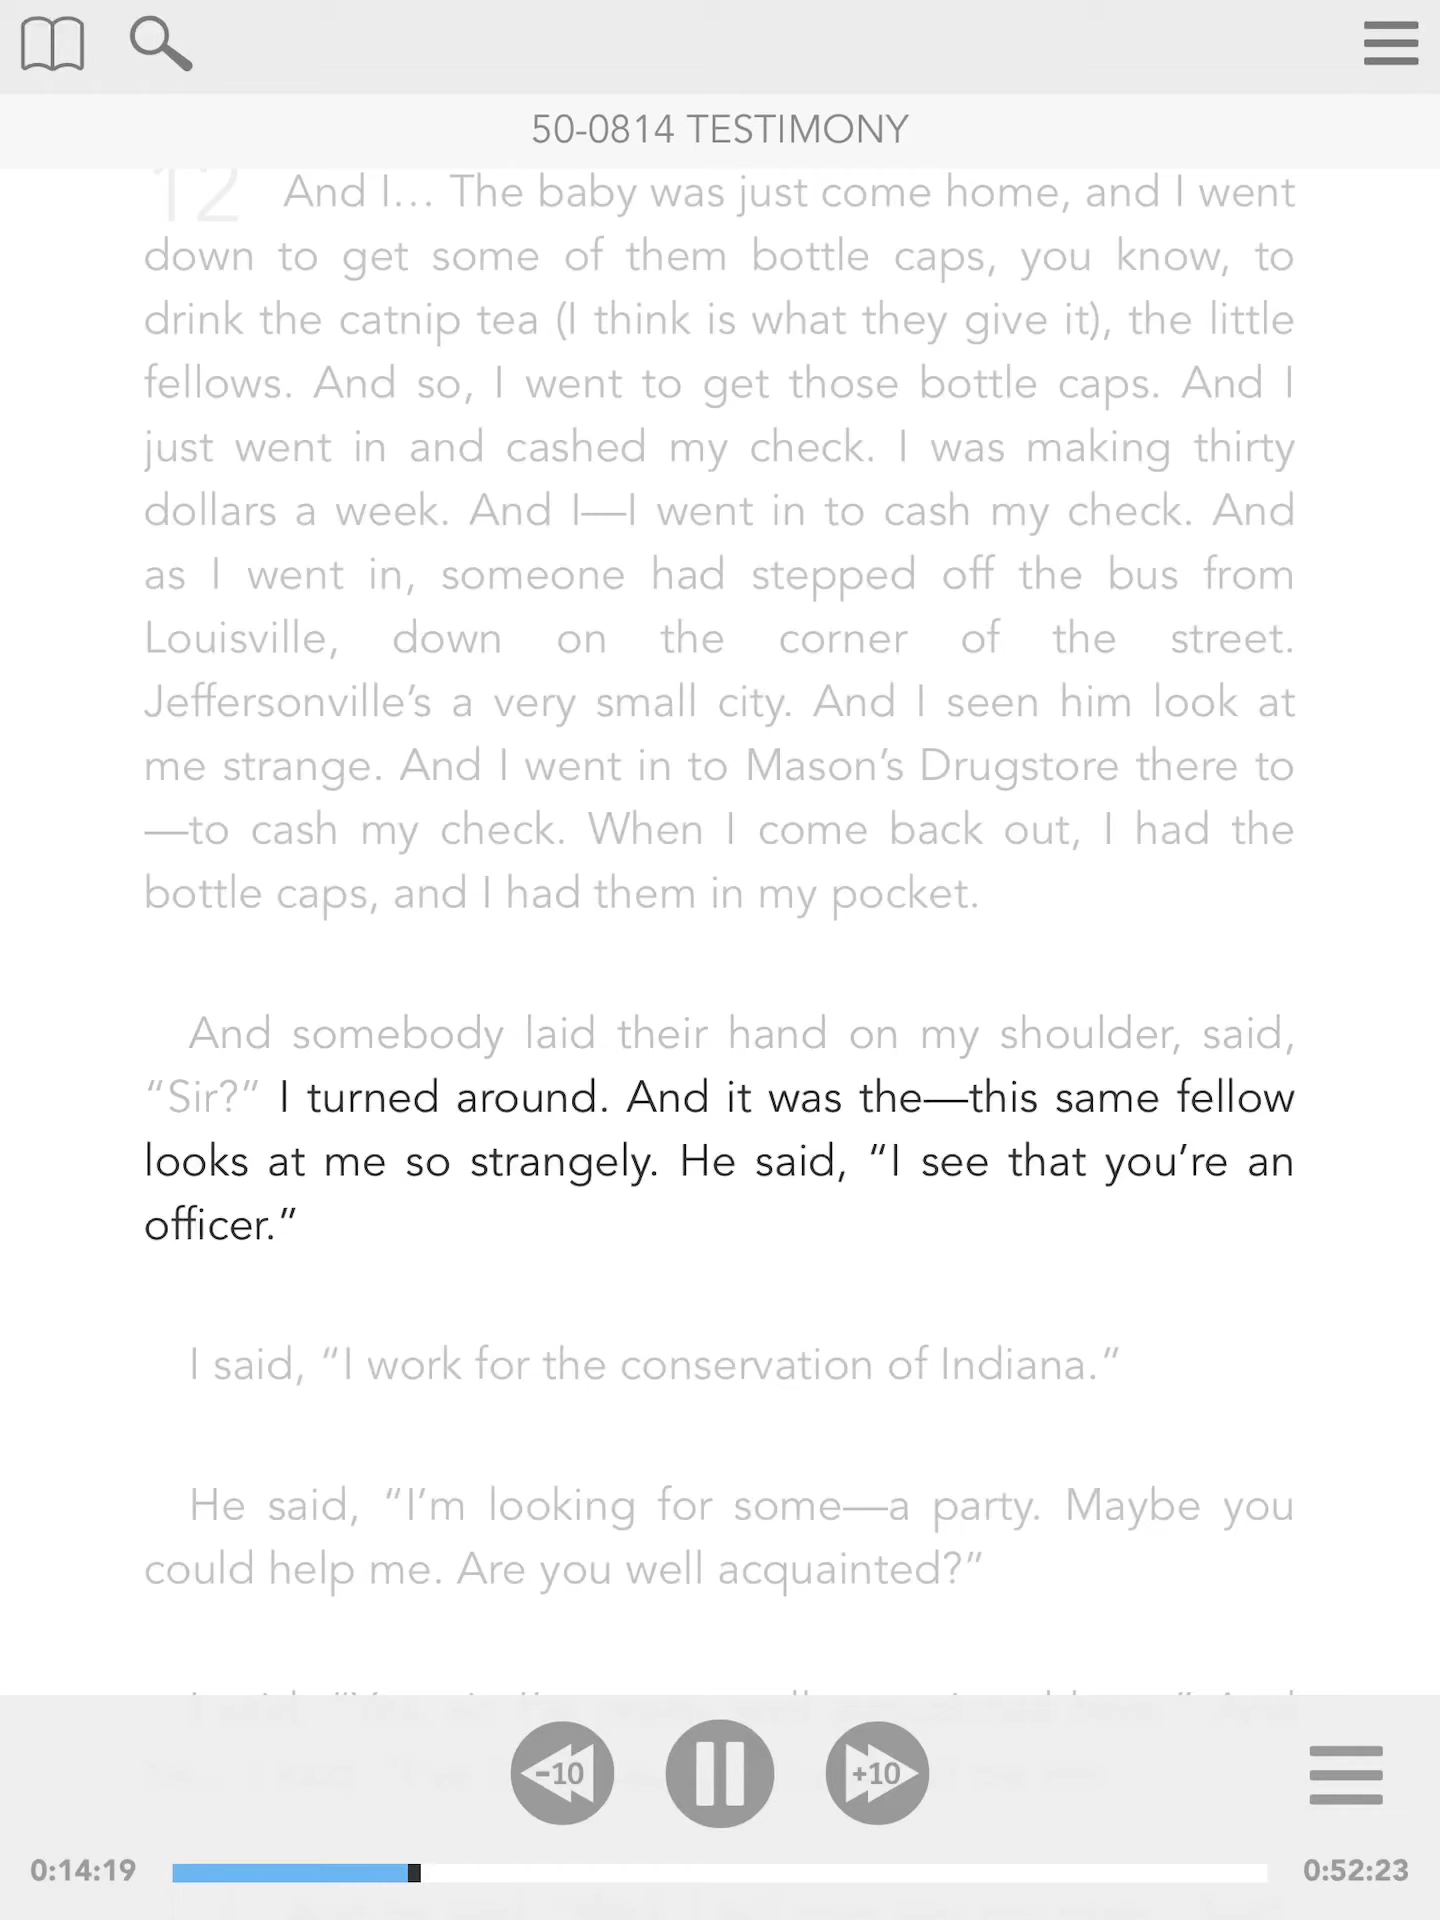 50-0814 TESTIMONY
12 And I… The baby was just come home, and I went
down to get some of them bottle caps, you know, to
drink the catnip tea (I think is what they give it), the little
fellows. And so, I went to get those bottle caps. And I
just went in and cashed my check. I was making thirty
dollars a week. And I—I went in to cash my check. And
as I went in, someone had stepped off the bus from
Louisville, down on the corner of the street.
Jeffersonville’s a very small city. And I seen him look at
me strange. And I went in to Mason’s Drugstore there to
—to cash my check. When I come back out, I had the
bottle caps, and I had them in my pocket.
And somebody laid their hand on my shoulder, said,
“Sir?” I turned around. And it was the—this same fellow
looks at me so strangely. He said, “I see that you’re an
officer.”
I said, “I work for the conservation of Indiana.”
He said, “I’m looking for some—a party. Maybe you
could help me. Are you well acquainted?”
-10 +10
0:14:19 0:52:23